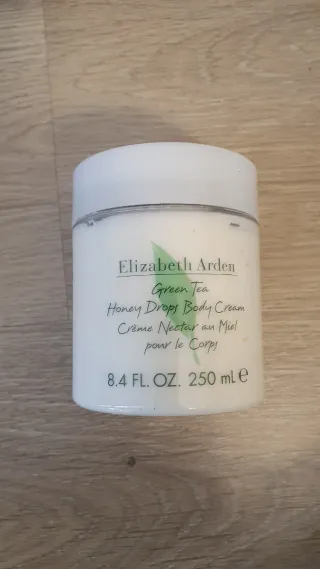 Elizabeth Arden
Green Tea
Honey Drops Body Cream
Crème Nectar au Miel
pour le Corps
8.4 FL. OZ. 250 mL ℮